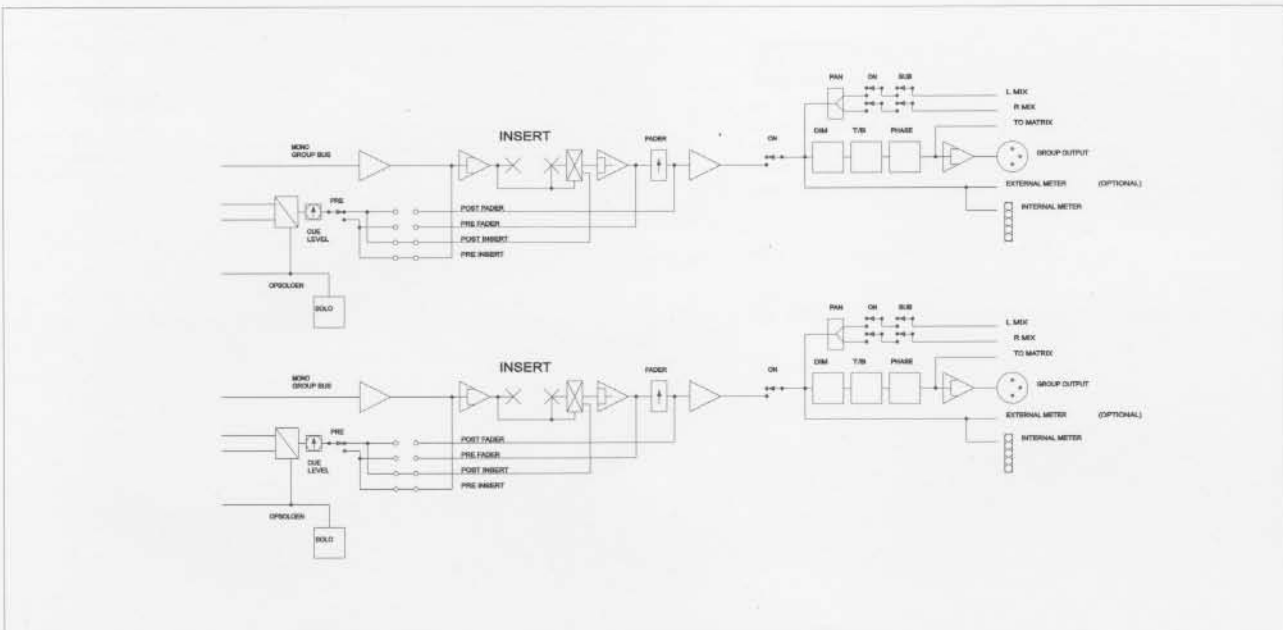 PAN ON SUB
L MIX
R MIX
TO MATRIX
INSERT
FADER
ON
DIM T/B PHASE
MONO
GROUP BUS
GROUP OUTPUT
EXTERNAL METER (OPTIONAL)
PRE
POST FADER
INTERNAL METER
PRE FADER
CUE
LEVEL
POST INSERT
PRE INSERT
OPSOLOEN
SOLO
PAN ON SUB
L MIX
R MIX
TO MATRIX
INSERT
FADER
ON
DIM T/B PHASE
MONO
GROUP BUS
GROUP OUTPUT
EXTERNAL METER (OPTIONAL)
PRE
POST FADER
INTERNAL METER
PRE FADER
CUE
LEVEL
POST INSERT
PRE INSERT
OPSOLOEN
SOLO